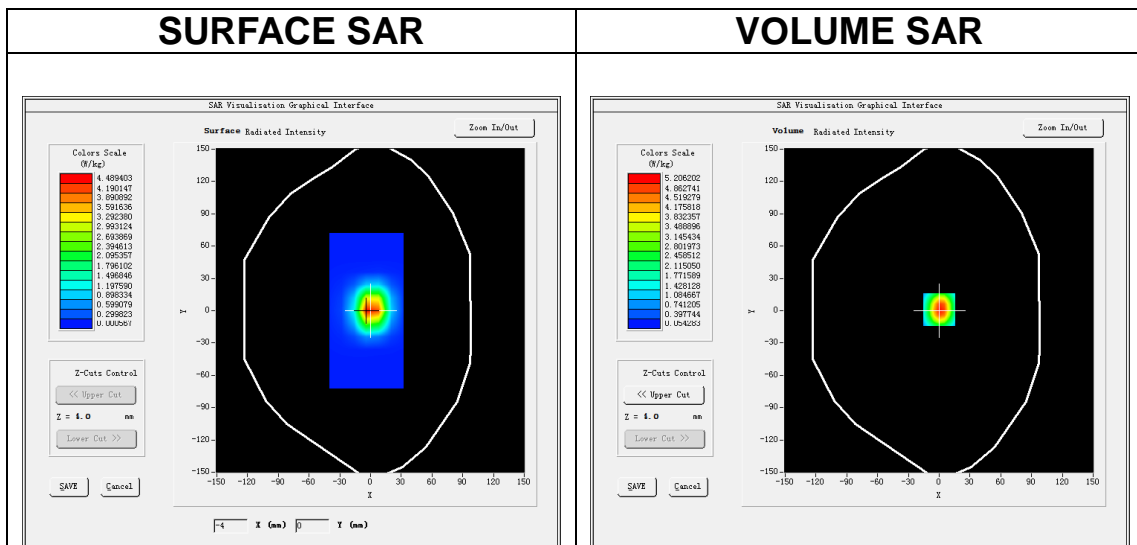 SURFACE SAR
VOLUME SAR
SAR Visualisation Graphical Interface
Surface Radiated Intensity
Zoom In/Out
Colors Scale
(W/kg)
4.489403
4.190147
3.890892
3.591636
3.292380
2.993124
2.693869
2.394613
2.095357
1.796102
1.496846
1.197590
0.898334
0.599079
0.299823
0.000567
Z-Cuts Control
<< Upper Cut
Z = 4.0 mm
Lower Cut >>
SAVE
Cancel
150
120
90
60
30
0
-30
-60
-90
-120
-150
Y
-150 -120 -90 -60 -30 0 30 60 90 120 150
X
-4 X (mm) 0 Y (mm)
SAR Visualisation Graphical Interface
Volume Radiated Intensity
Zoom In/Out
Colors Scale
(W/kg)
5.206202
4.862741
4.519279
4.175818
3.832357
3.488896
3.145434
2.801973
2.458512
2.115050
1.771589
1.428128
1.084667
0.741205
0.397744
0.054283
Z-Cuts Control
<< Upper Cut
Z = 4.0 mm
Lower Cut >>
SAVE
Cancel
150
120
90
60
30
0
-30
-60
-90
-120
-150
Y
-150 -120 -90 -60 -30 0 30 60 90 120 150
X